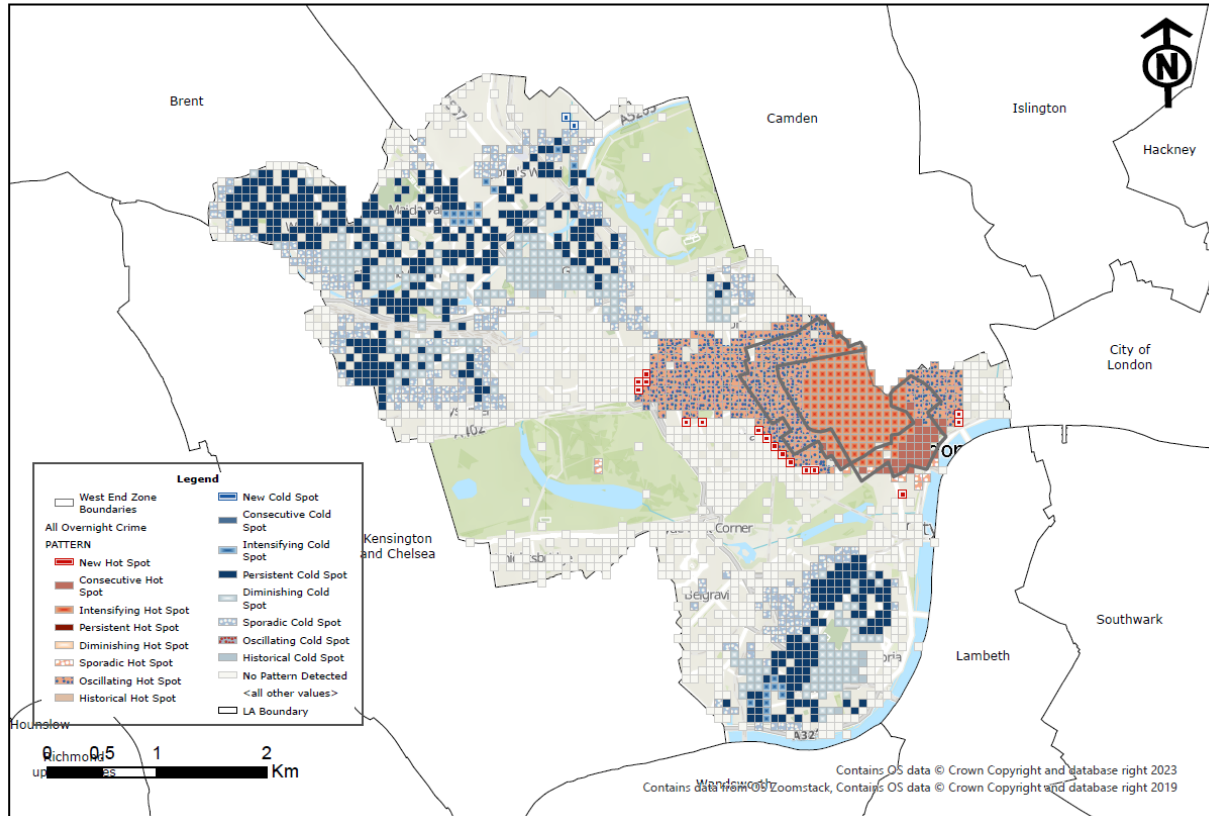 N
Brent
Camden
Islington
Hackney
Maida Va
City of
London
Kensington
and Chelsea
Corner
Belgravi
Southwark
Lambeth
Hounslow
Richmond
Wandsworth
A32
Legend
West End Zone
Boundaries
All Overnight Crime
PATTERN
New Hot Spot
Consecutive Hot
Spot
Intensifying Hot Spot
Persistent Hot Spot
Diminishing Hot Spot
Sporadic Hot Spot
Oscillating Hot Spot
Historical Hot Spot
New Cold Spot
Consecutive Cold
Spot
Intensifying Cold
Spot
Persistent Cold Spot
Diminishing Cold
Spot
Sporadic Cold Spot
Oscillating Cold Spot
Historical Cold Spot
No Pattern Detected
<all other values>
LA Boundary
0 0.5 1 2
Km
Contains OS data © Crown Copyright and database right 2023
Contains data from OS Zoomstack, Contains OS data © Crown Copyright and database right 2019